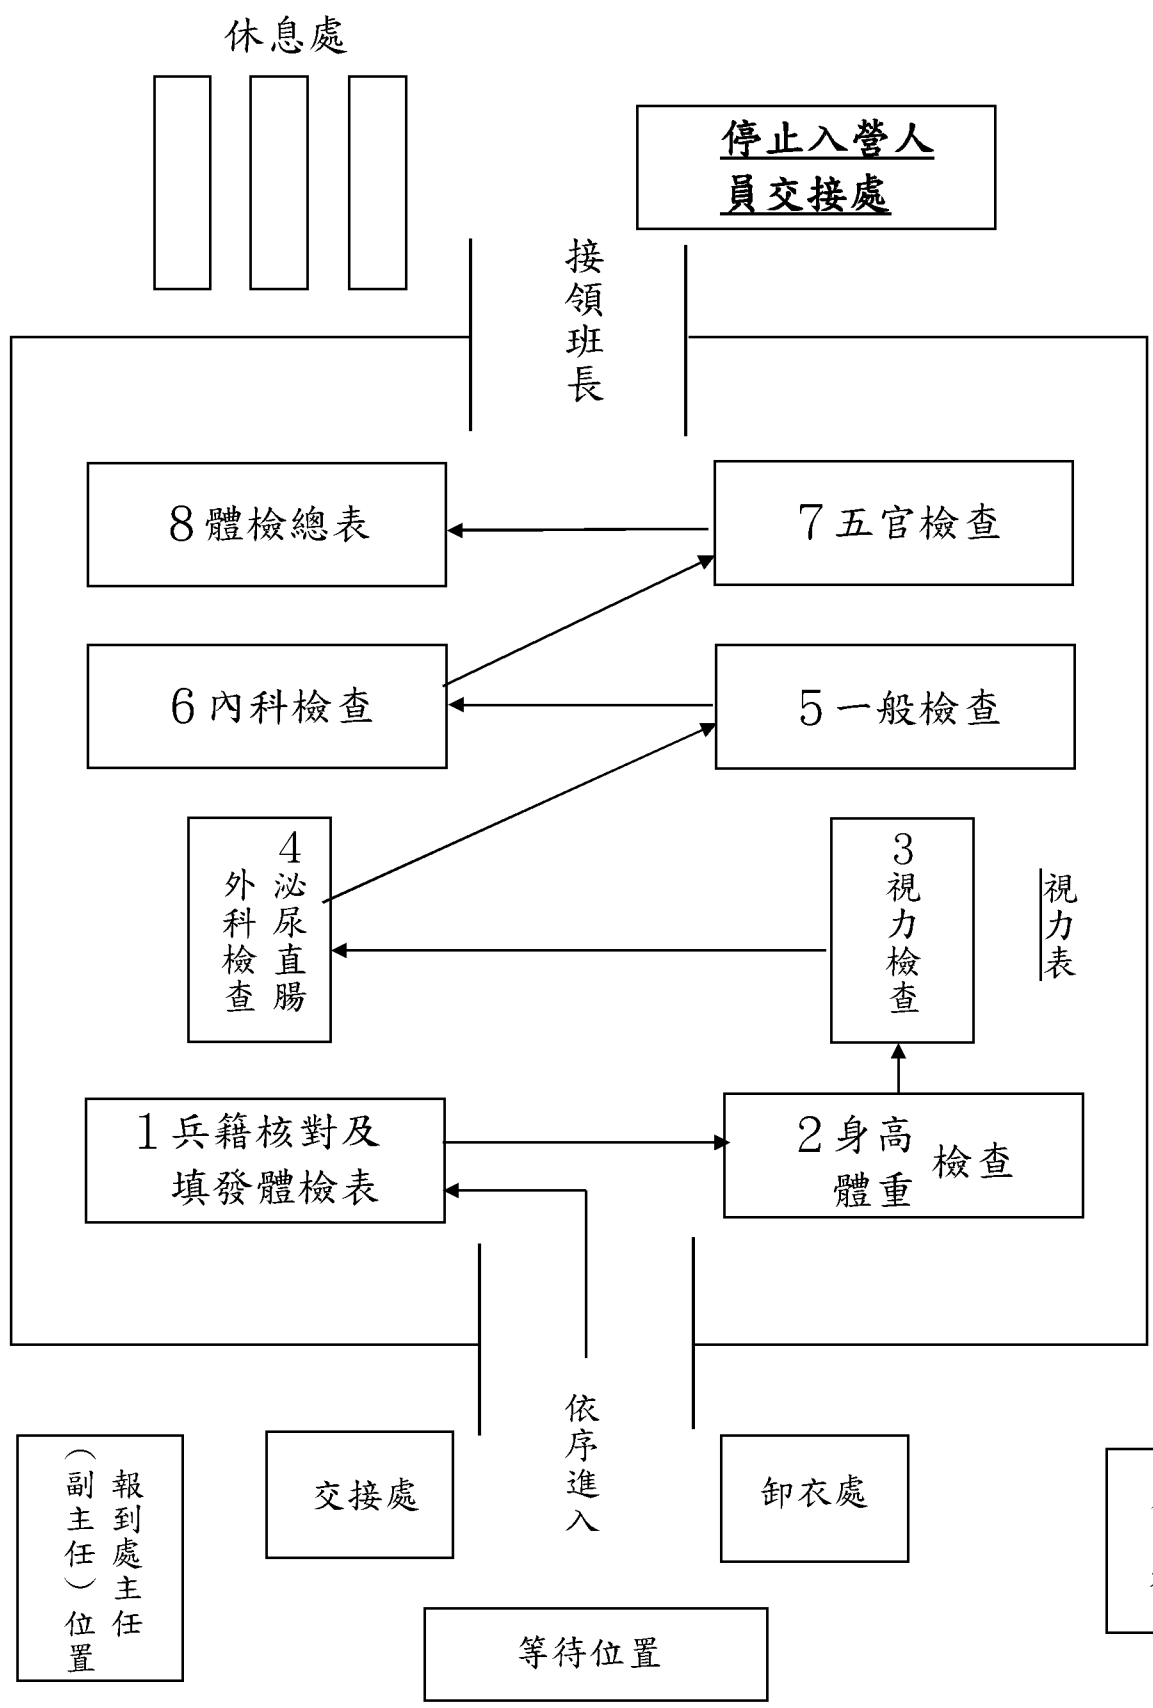 休息處
停止入營人
員交接處
接領班長
8體檢總表
7五官檢查
6內科檢查
5一般檢查
4泌尿直腸
外科檢查
3視力檢查
視力表
1兵籍核對及
填發體檢表
2身高
體重
檢查
依序進入
報到處主任
（副主任）位置
交接處
卸衣處
等待位置